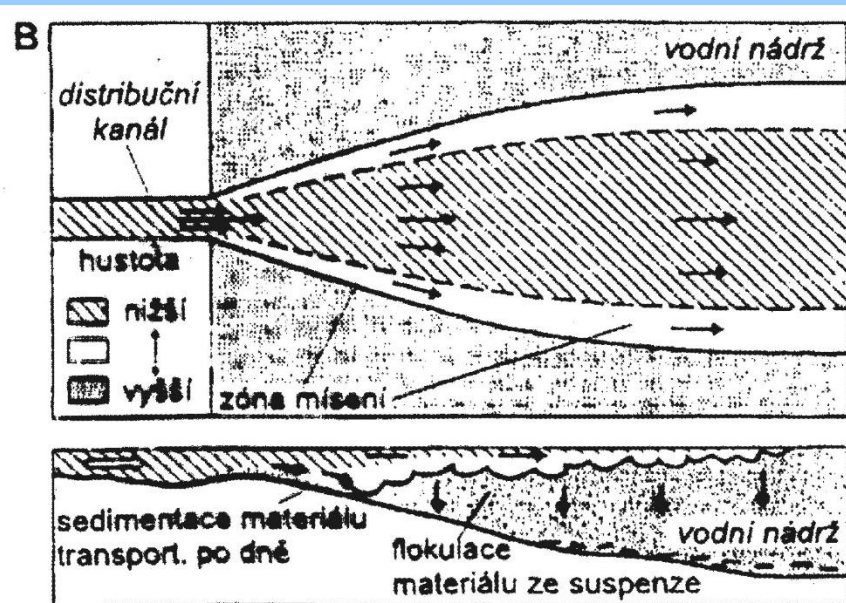 B
vodní nádrž
distribuční
kanál
hustota
nižší
vyšší
zóna mísení
sedimentace materiálu
transport. po dně
flokulace
materiálu ze suspenze
vodní nádrž